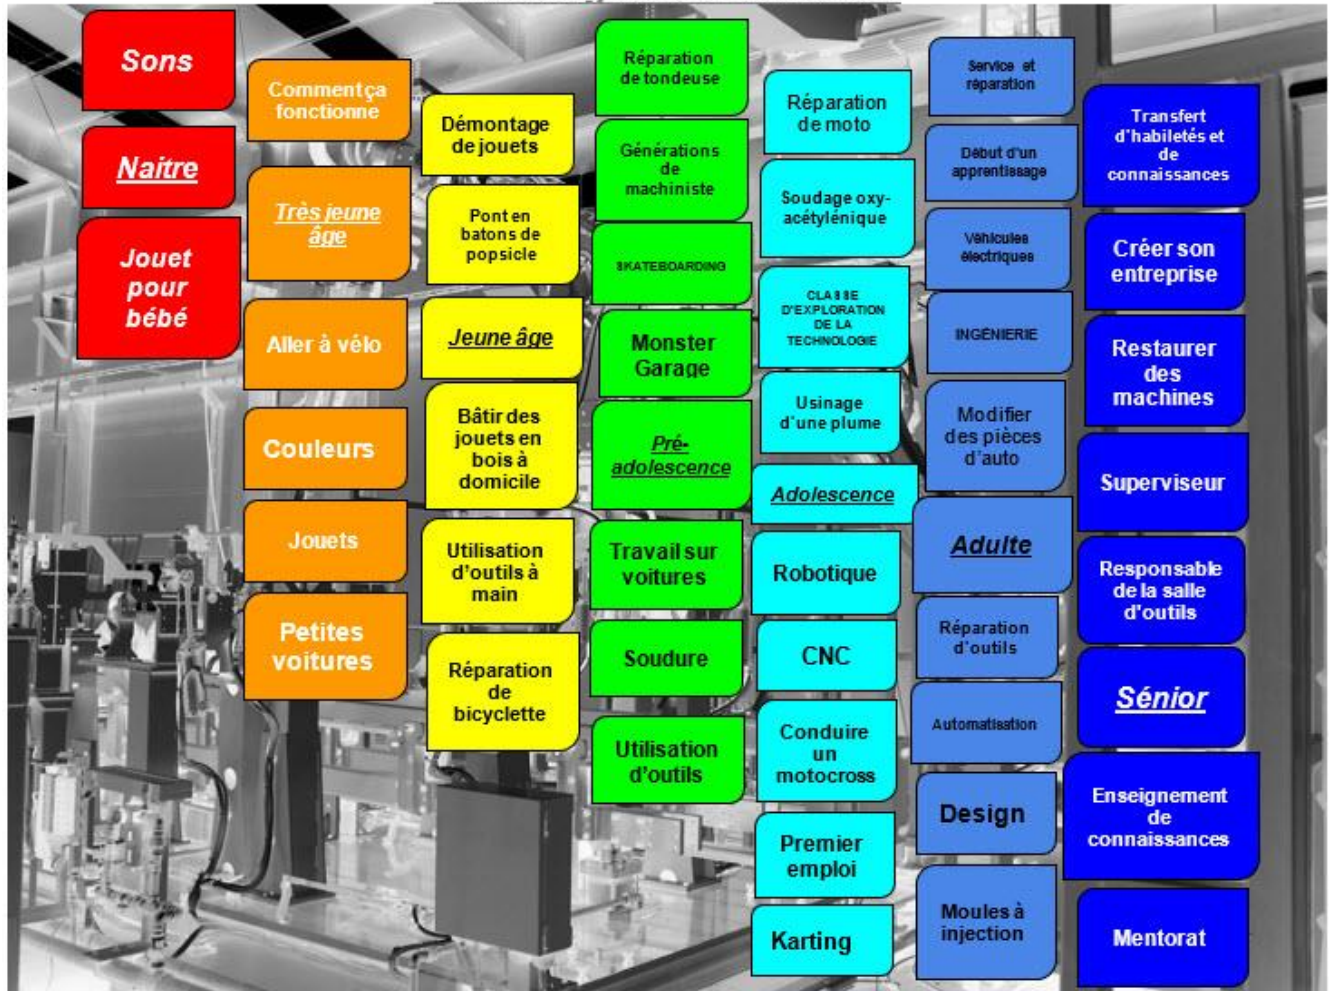 Sons
Naitre
Jouet
pour
bébé
Comment ça
fonctionne
Très jeune
âge
Aller à vélo
Couleurs
Jouets
Petites
voitures
Démontage
de jouets
Pont en
batons de
popsicle
Jeune âge
Bâtir des
jouets en
bois à
domicile
Utilisation
d'outils à
main
Réparation
de
bicyclette
Réparation
de tondeuse
Générations
de
machiniste
SKATEBOARDING
Monster
Garage
Pré-
adolescence
Travail sur
voitures
Soudure
Utilisation
d'outils
Réparation
de moto
Soudage oxy-
acétylénique
CLASSE
D'EXPLORATION
DE LA
TECHNOLOGIE
Usinage
d'une plume
Adolescence
Robotique
CNC
Conduire
un
motocross
Premier
emploi
Karting
Service et
réparation
Début d'un
apprentissage
Véhicules
électriques
INGÉNIERIE
Modifier
des pièces
d'auto
Adulte
Réparation
d'outils
Automatisation
Design
Moules à
injection
Transfert
d'habiletés et
de
connaissances
Créer son
entreprise
Restaurer
des
machines
Superviseur
Responsable
de la salle
d'outils
Sénior
Enseignement
de
connaissances
Mentorat